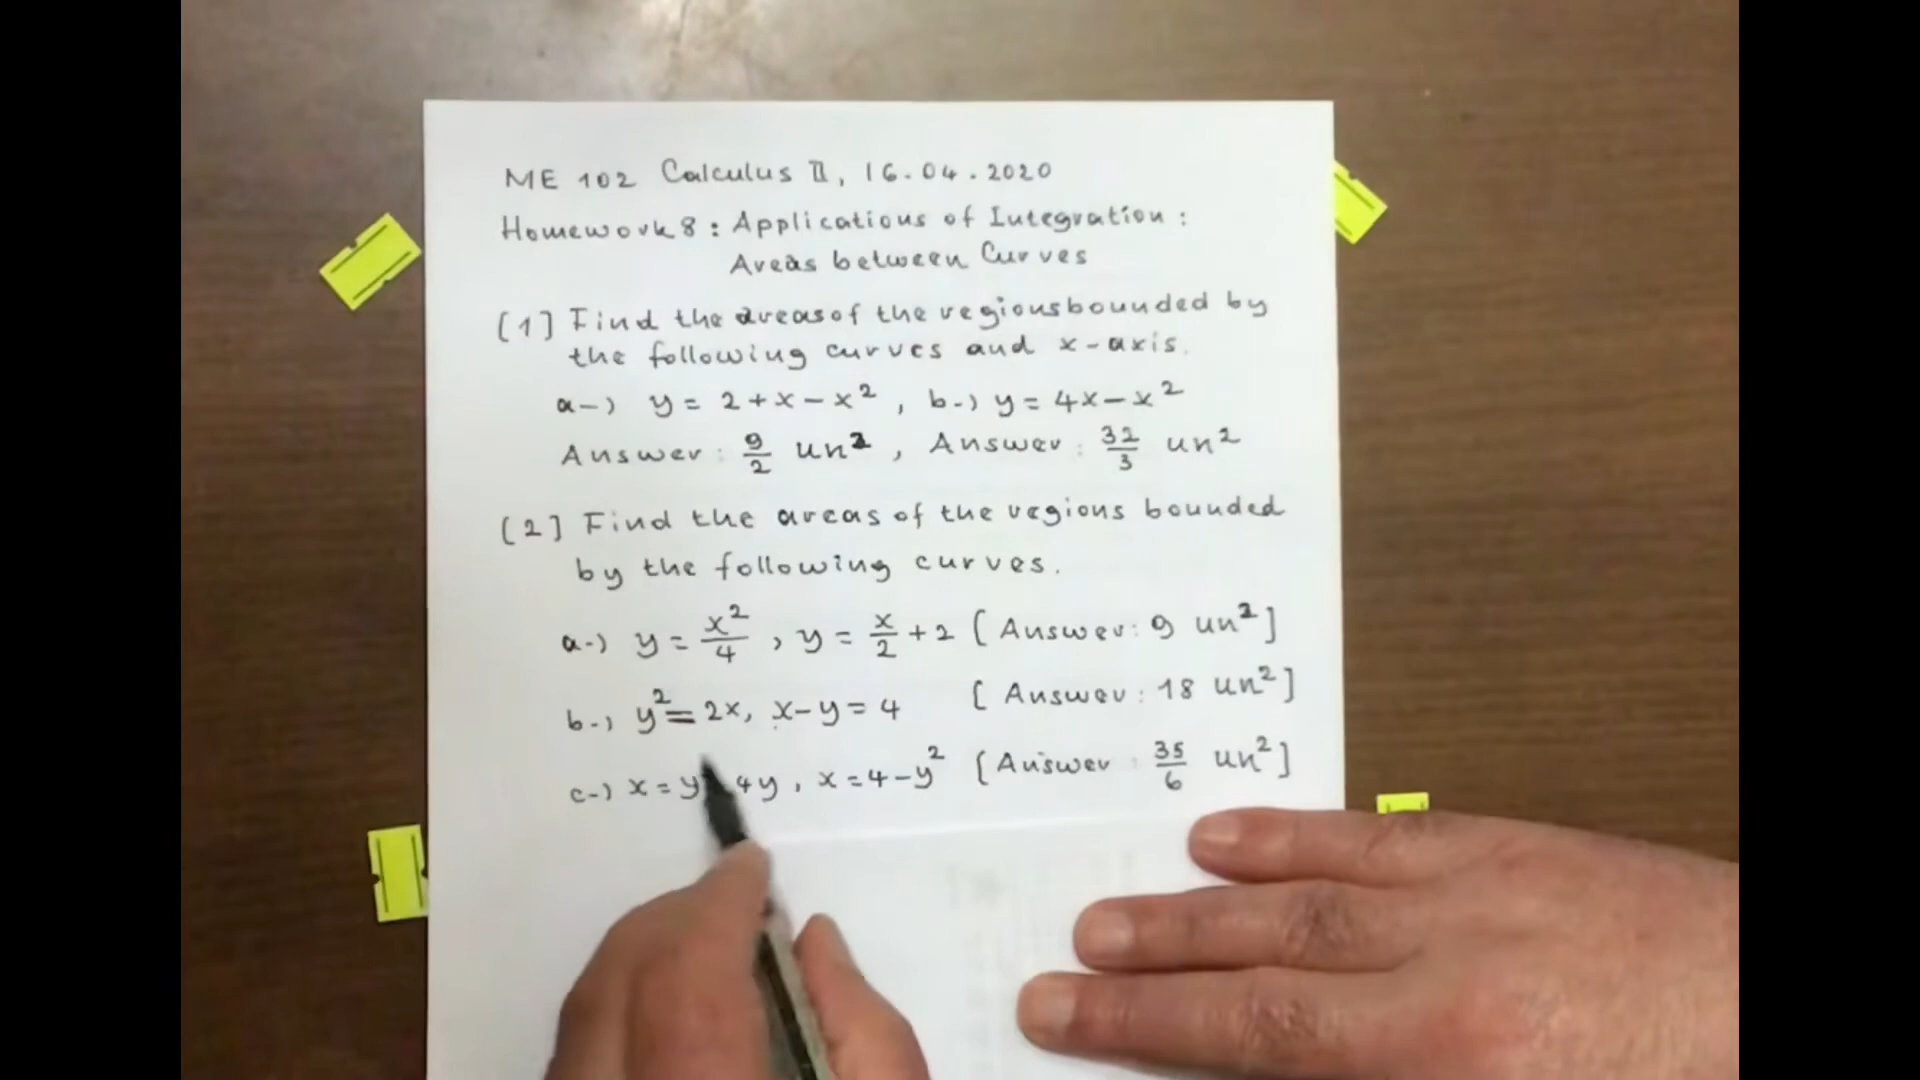 ME 102 Calculus II, 16.04.2020
Homework 8: Applications of Integration:
Areas between Curves
[1] Find the areas of the regions bounded by
the following curves and x-axis.
a-) y = 2+x-x², b-) y = 4x-x²
Answer: 9/2 un², Answer: 32/3 un²
[2] Find the areas of the regions bounded
by the following curves.
a-) y = x²/4, y = x/2 + 2 [Answer: 9 un²]
b-) y² = 2x, x-y = 4 [Answer: 18 un²]
c-) x = y 4y, x = 4-y² [Answer: 35/6 un²]